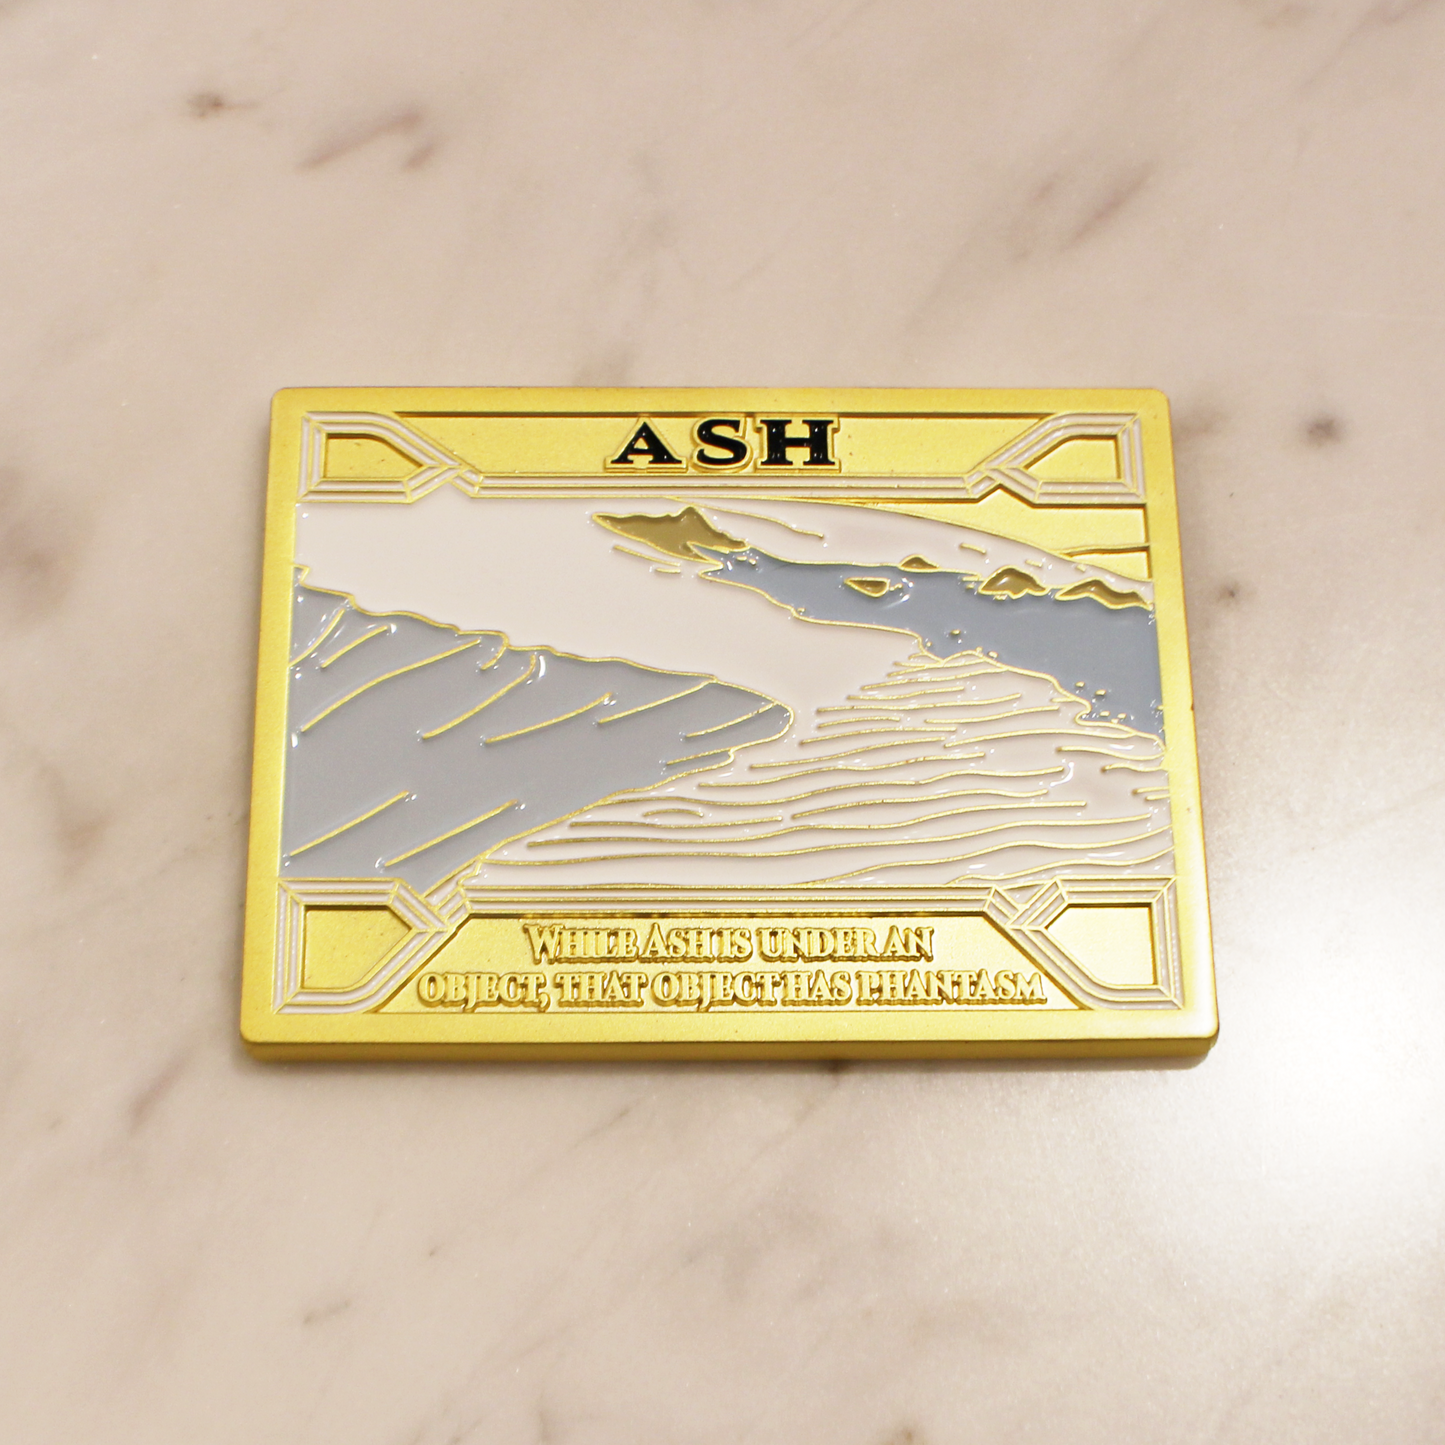 ASH
WHILE ASH IS UNDER AN
OBJECT, THAT OBJECT HAS PHANTASM